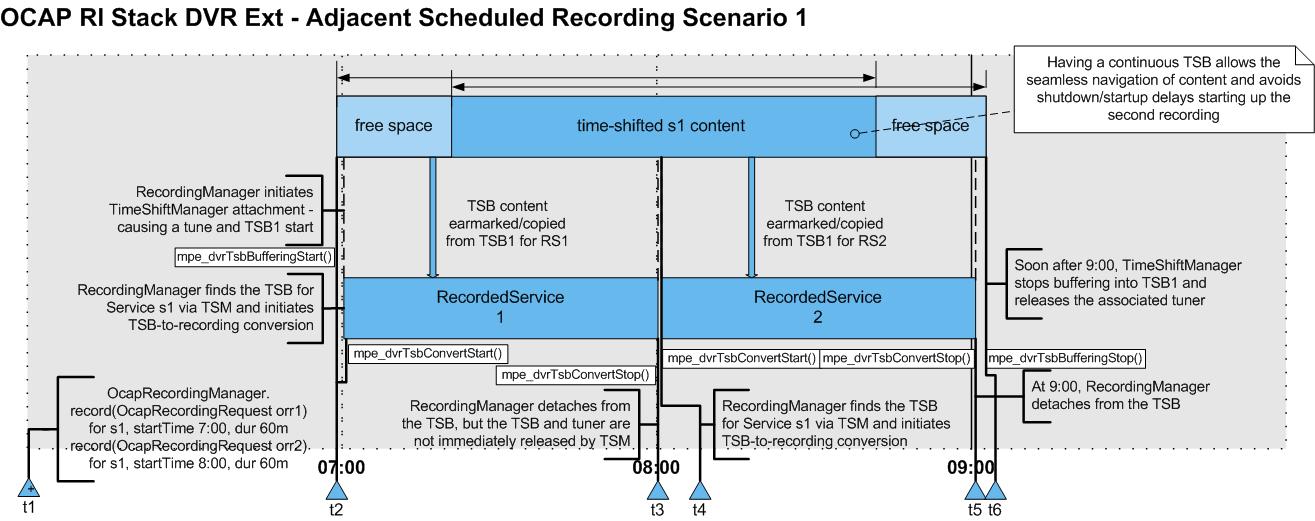 OCAP RI Stack DVR Ext - Adjacent Scheduled Recording Scenario 1
Having a continuous TSB allows the
seamless navigation of content and avoids
shutdown/startup delays starting up the
second recording
free space
time-shifted s1 content
free space
RecordingManager initiates
TimeShiftManager attachment -
causing a tune and TSB1 start
TSB content
earmarked/copied
from TSB1 for RS1
TSB content
earmarked/copied
from TSB1 for RS2
mpe_dvrTsbBufferingStart()
Soon after 9:00, TimeShiftManager
stops buffering into TSB1 and
releases the associated tuner
RecordingManager finds the TSB for
Service s1 via TSM and initiates
TSB-to-recording conversion
RecordedService
1
RecordedService
2
mpe_dvrTsbConvertStart()
mpe_dvrTsbConvertStop()
mpe_dvrTsbConvertStart()
mpe_dvrTsbConvertStop()
mpe_dvrTsbBufferingStop()
At 9:00, RecordingManager
detaches from the TSB
OcapRecordingManager.
record(OcapRecordingRequest orr1)
for s1, startTime 7:00, dur 60m
record(OcapRecordingRequest orr2)
for s1, startTime 8:00, dur 60m
RecordingManager detaches from
the TSB, but the TSB and tuner are
not immediately released by TSM
RecordingManager finds the TSB
for Service s1 via TSM and initiates
TSB-to-recording conversion
07:00
08:00
09:00
+
t1
t2
t3
t4
t5
t6